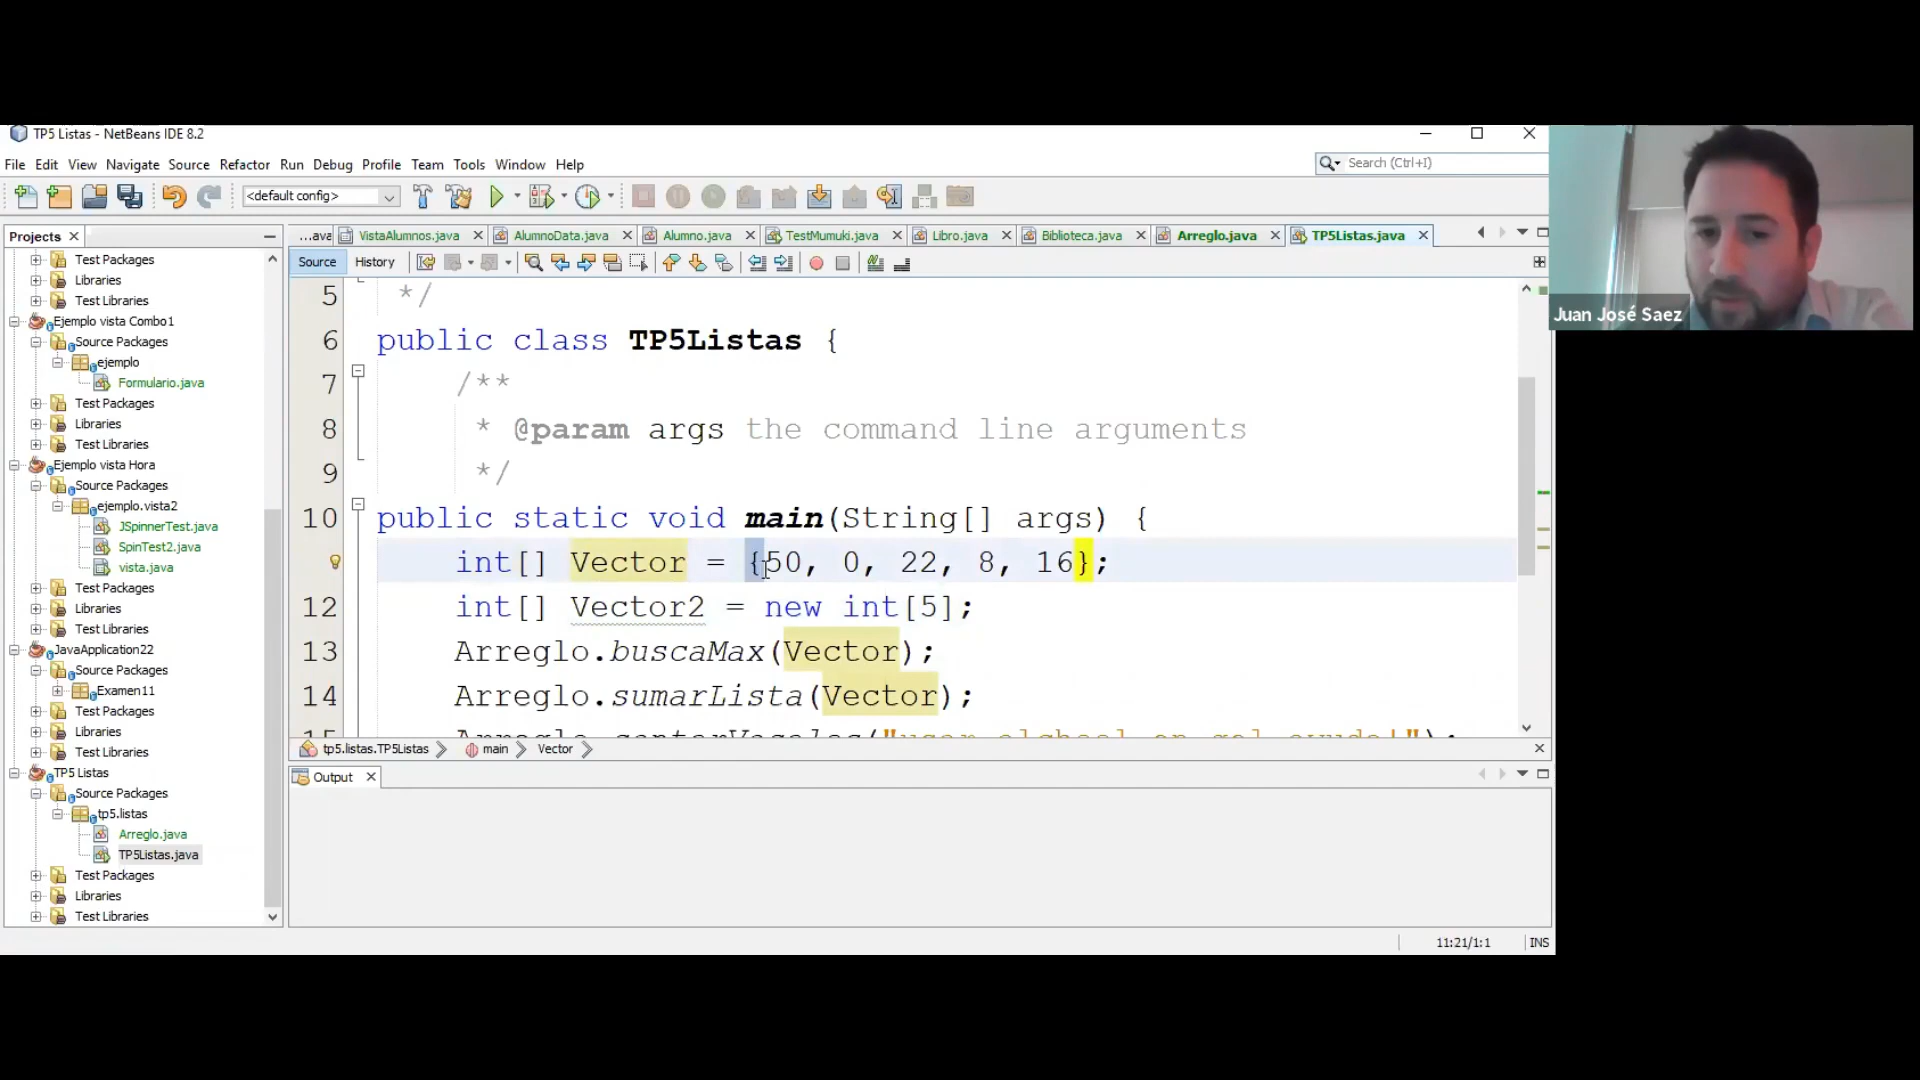 TP5 Listas - NetBeans IDE 8.2
File Edit View Navigate Source Refactor Run Debug Profile Team Tools Window Help
Search (Ctrl+I)
<default config>
Projects
Test Packages
Libraries
Test Libraries
Ejemplo vista Combo1
Source Packages
ejemplo
Formulario.java
Test Packages
Libraries
Test Libraries
Ejemplo vista Hora
Source Packages
ejemplo.vista2
JSpinnerTest.java
SpinTest2.java
vista.java
Test Packages
Libraries
Test Libraries
JavaApplication22
Source Packages
Examen11
Test Packages
Libraries
Test Libraries
TP5 Listas
Source Packages
tp5.listas
Arreglo.java
TP5Listas.java
Test Packages
Libraries
Test Libraries
...ava VistaAlumnos.java AlumnoData.java Alumno.java TestMumuki.java Libro.java Biblioteca.java Arreglo.java TP5Listas.java
Source History
5 */
6 public class TP5Listas {
7 /**
8 * @param args the command line arguments
9 */
10 public static void main(String[] args) {
int[] Vector = {50, 0, 22, 8, 16};
12 int[] Vector2 = new int[5];
13 Arreglo.buscaMax(Vector);
14 Arreglo.sumarLista(Vector);
tp5.listas.TP5Listas main Vector
Output
11:21/1:1 INS
Juan José Saez